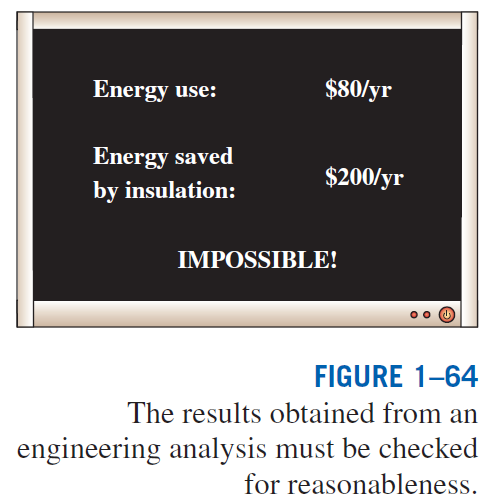 Energy use: $80/yr
Energy saved
by insulation: $200/yr
IMPOSSIBLE!
FIGURE 1–64
The results obtained from an
engineering analysis must be checked
for reasonableness.